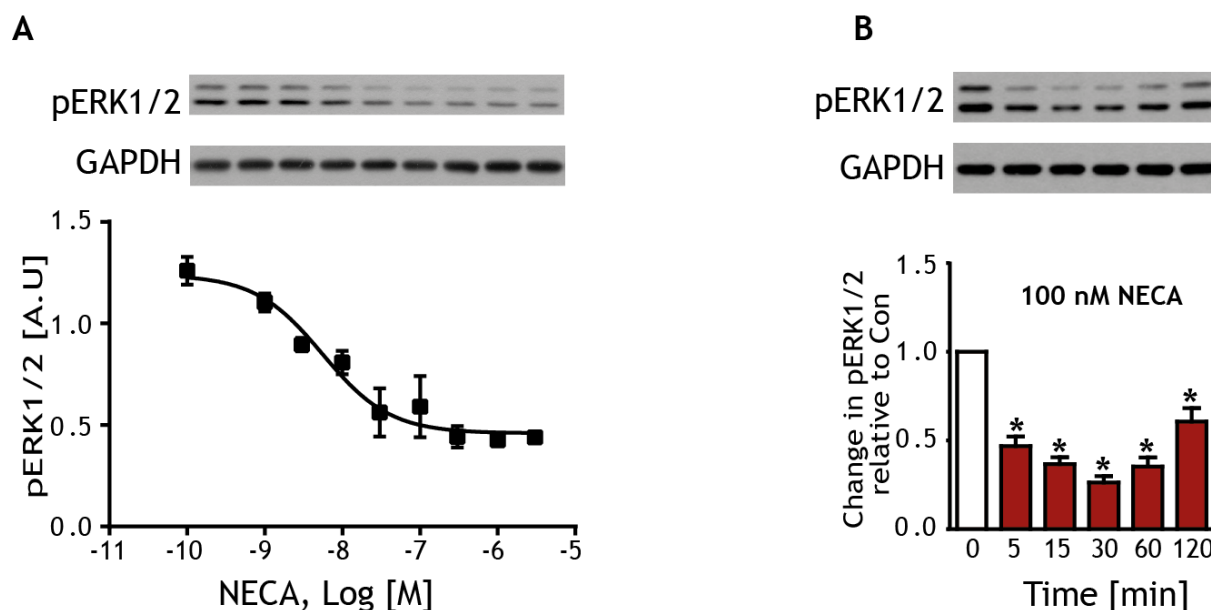 A
pERK1/2
GAPDH
pERK1/2 [A.U]
1.5
1.0
0.5
0.0
-11 -10 -9 -8 -7 -6 -5
NECA, Log [M]
B
pERK1/2
GAPDH
Change in pERK1/2
relative to Con
1.5
1.0
0.5
0.0
100 nM NECA
* * * * *
0 5 15 30 60 120
Time [min]